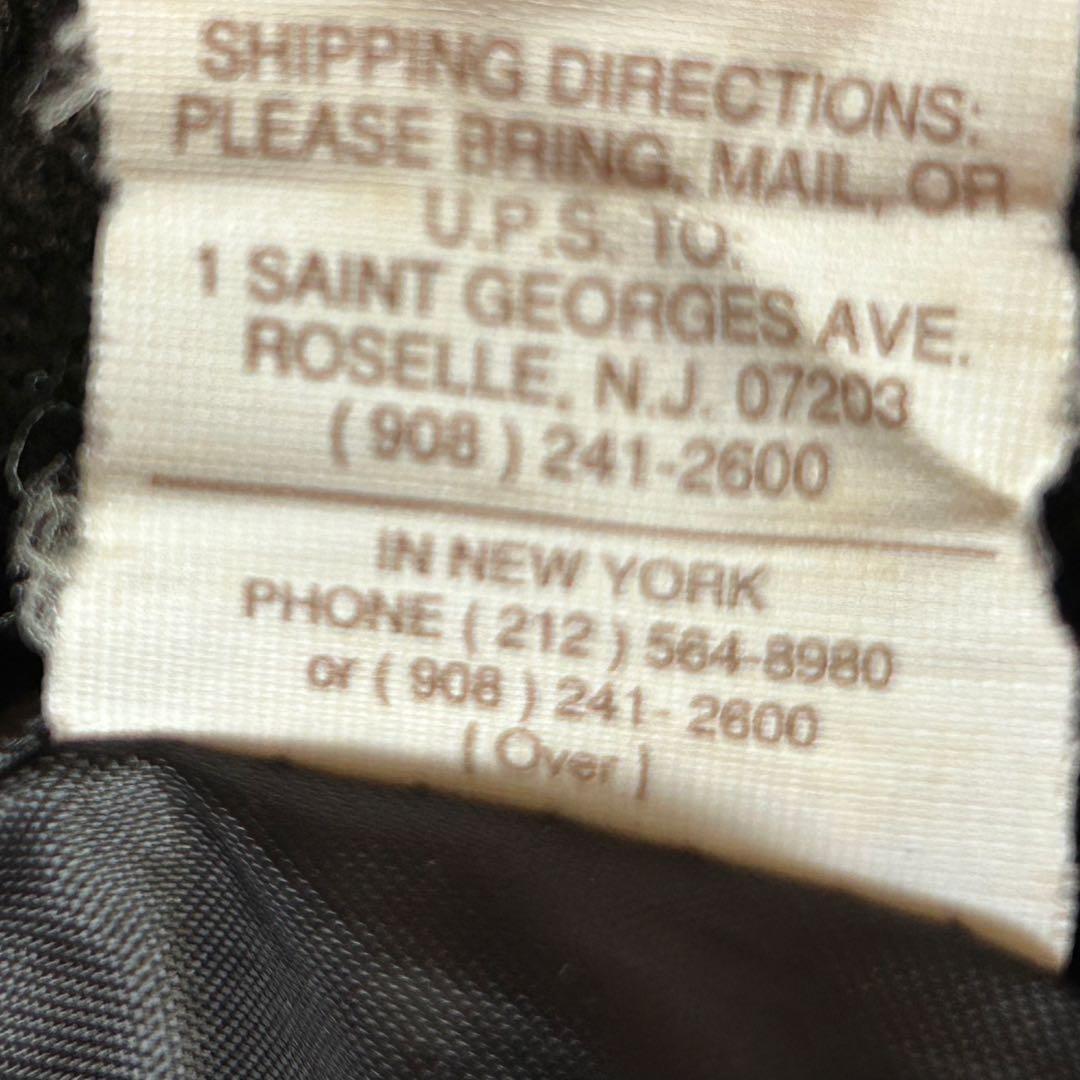 SHIPPING DIRECTIONS:
PLEASE BRING, MAIL, OR
U.P.S. TO:
1 SAINT GEORGES AVE.
ROSELLE, N.J. 07203
( 908 ) 241-2600
IN NEW YORK
PHONE ( 212 ) 564-8980
or ( 908 ) 241- 2600
( Over )